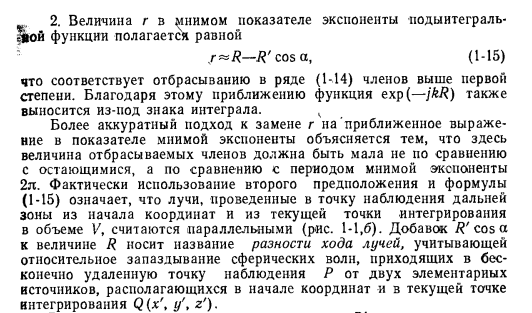 2. Величина r в мнимом показателе экспоненты подынтеграль-
ной функции полагается равной
r≈R—R′ cos α, (1-15)
что соответствует отбрасыванию в ряде (1-14) членов выше первой
степени. Благодаря этому приближению функция exp(—jkR) также
выносится из-под знака интеграла.
Более аккуратный подход к замене r на приближенное выраже-
ние в показателе мнимой экспоненты объясняется тем, что здесь
величина отбрасываемых членов должна быть мала не по сравнению
с остающимися, а по сравнению с периодом мнимой экспоненты
2π. Фактически использование второго предположения и формулы
(1-15) означает, что лучи, проведенные в точку наблюдения дальней
зоны из начала координат и из текущей точки интегрирования
в объеме V, считаются параллельными (рис. 1-1,б). Добавок R′ cos α
к величине R носит название разности хода лучей, учитывающей
относительное запаздывание сферических волн, приходящих в бес-
конечно удаленную точку наблюдения P от двух элементарных
источников, располагающихся в начале координат и в текущей точке
интегрирования Q (x′, y′, z′).